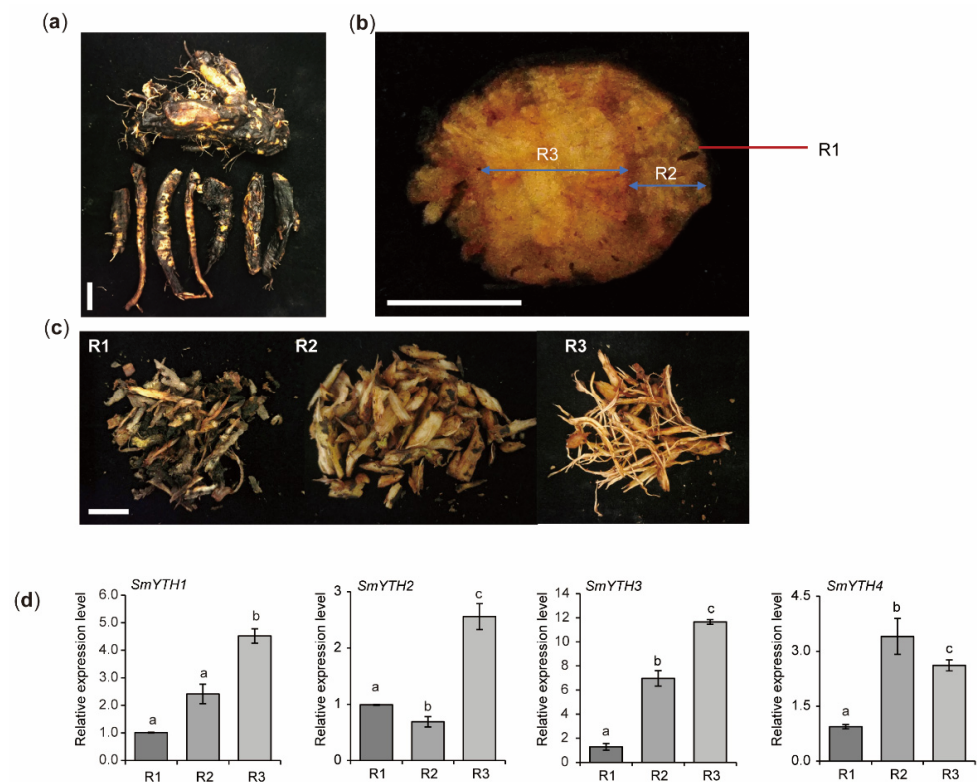 (a)
(b)
R3
R2
R1
(c)
R1
R2
R3
(d)
SmYTH1
Relative expression level
6.0
5.0
4.0
3.0
2.0
1.0
0.0
a
a
b
R1 R2 R3
SmYTH2
Relative expression level
3
2
1
0
a
b
c
R1 R2 R3
SmYTH3
Relative expression level
14
12
10
8
6
4
2
0
a
b
c
R1 R2 R3
SmYTH4
Relative expression level
4.5
3.0
1.5
0.0
a
b
c
R1 R2 R3